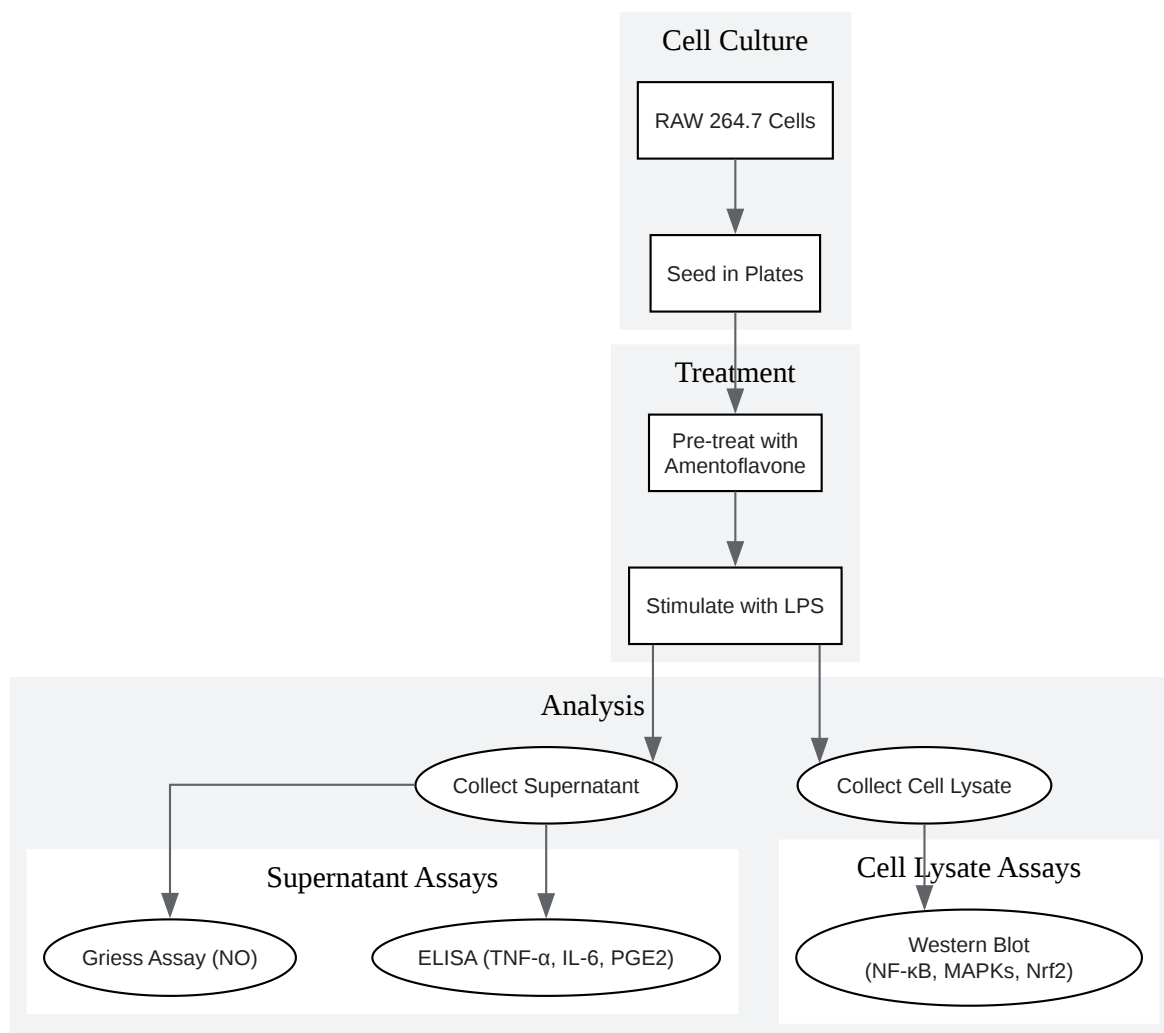 Cell Culture
RAW 264.7 Cells
Seed in Plates
Treatment
Pre-treat with
Amentoflavone
Stimulate with LPS
Analysis
Collect Supernatant
Collect Cell Lysate
Supernatant Assays
Cell Lysate Assays
Griess Assay (NO)
ELISA (TNF-α, IL-6, PGE2)
Western Blot
(NF-κB, MAPKs, Nrf2)